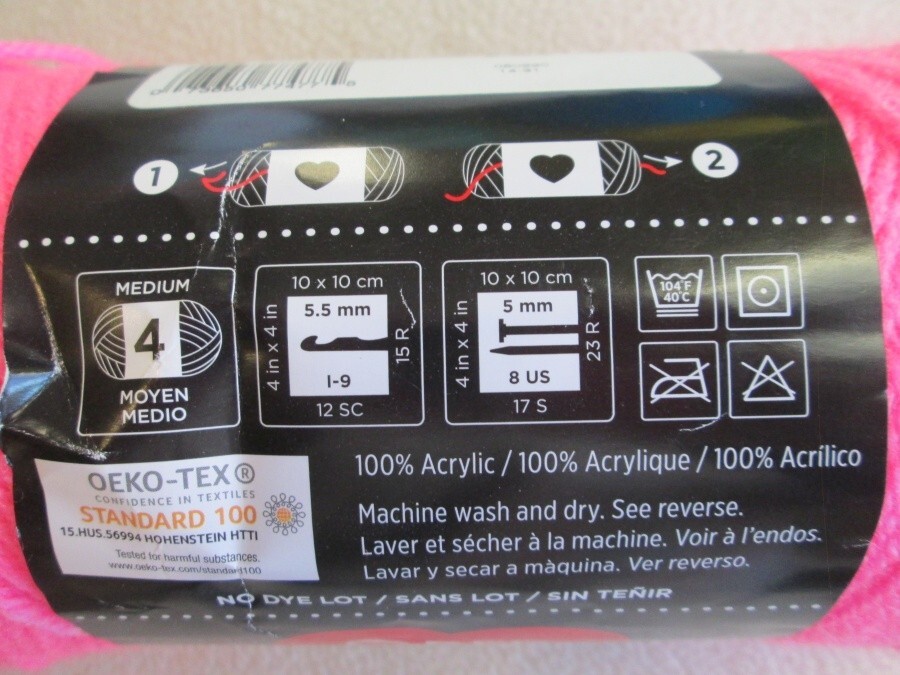 1
2
MEDIUM
4
MOYEN
MEDIO
10 x 10 cm
4 in x 4 in
5.5 mm
I-9
15 R
12 SC
10 x 10 cm
4 in x 4 in
5 mm
8 US
23 R
17 S
104°F
40°C
OEKO-TEX®
CONFIDENCE IN TEXTILES
STANDARD 100
15.HUS.56994 HOHENSTEIN HTTI
Tested for harmful substances.
www.oeko-tex.com/standard100
100% Acrylic / 100% Acrylique / 100% Acrílico
Machine wash and dry. See reverse.
Laver et sécher à la machine. Voir à l'endos.
Lavar y secar a màquina. Ver reverso.
NO DYE LOT / SANS LOT / SIN TEÑIR